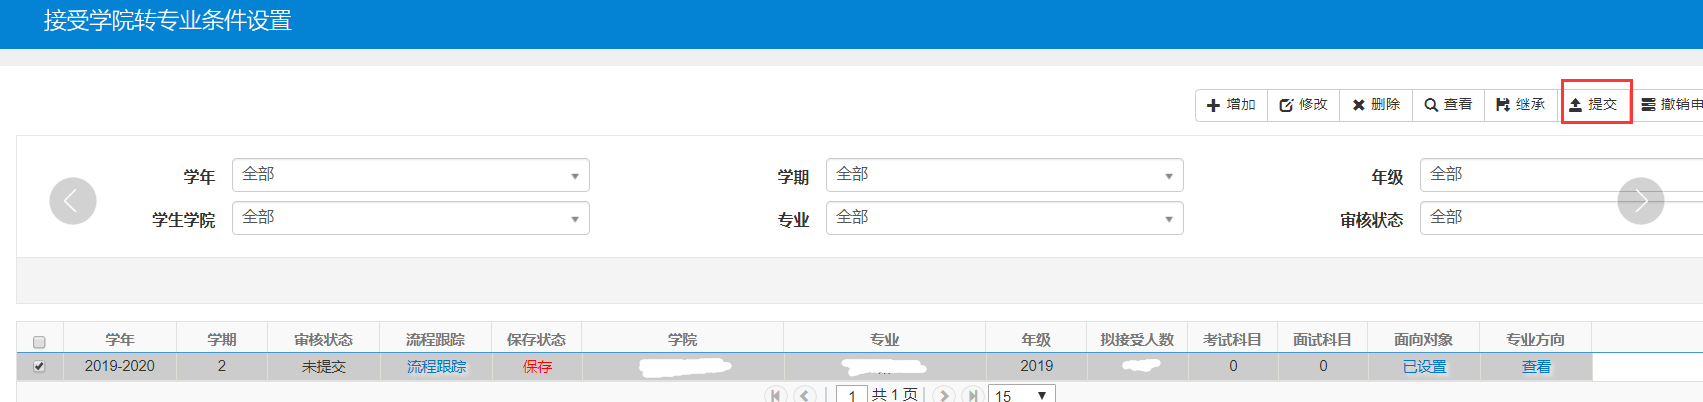 接受学院转专业条件设置
增加 修改 删除 查看 继承 提交 撤销申
学年 全部 学期 全部 年级 全部
学生学院 全部 专业 全部 审核状态 全部
学年 学期 审核状态 流程跟踪 保存状态 学院 专业 年级 拟接受人数 考试科目 面试科目 面向对象 专业方向
2019-2020 2 未提交 流程跟踪 保存 2019 0 0 已设置 查看
1 共 1 页 15